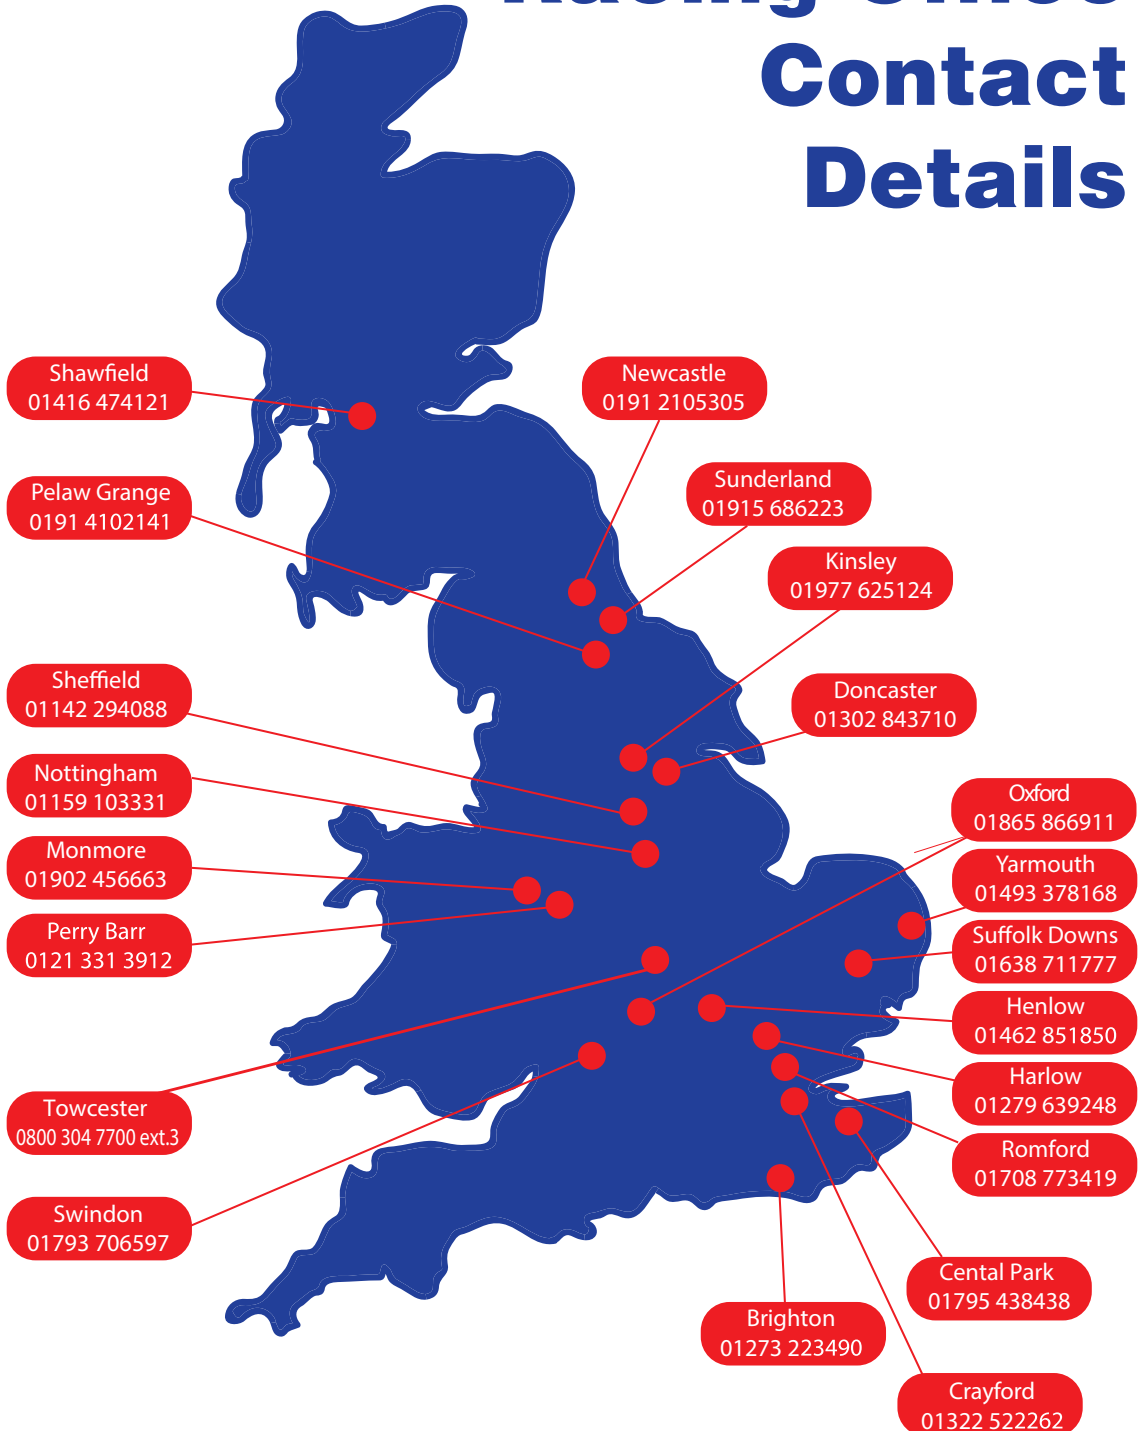 Racing Office
Contact
Details
Shawfield
01416 474121
Newcastle
0191 2105305
Pelaw Grange
0191 4102141
Sunderland
01915 686223
Kinsley
01977 625124
Sheffield
01142 294088
Doncaster
01302 843710
Nottingham
01159 103331
Oxford
01865 866911
Monmore
01902 456663
Yarmouth
01493 378168
Perry Barr
0121 331 3912
Suffolk Downs
01638 711777
Henlow
01462 851850
Harlow
01279 639248
Towcester
0800 304 7700 ext.3
Romford
01708 773419
Swindon
01793 706597
Cental Park
01795 438438
Brighton
01273 223490
Crayford
01322 522262